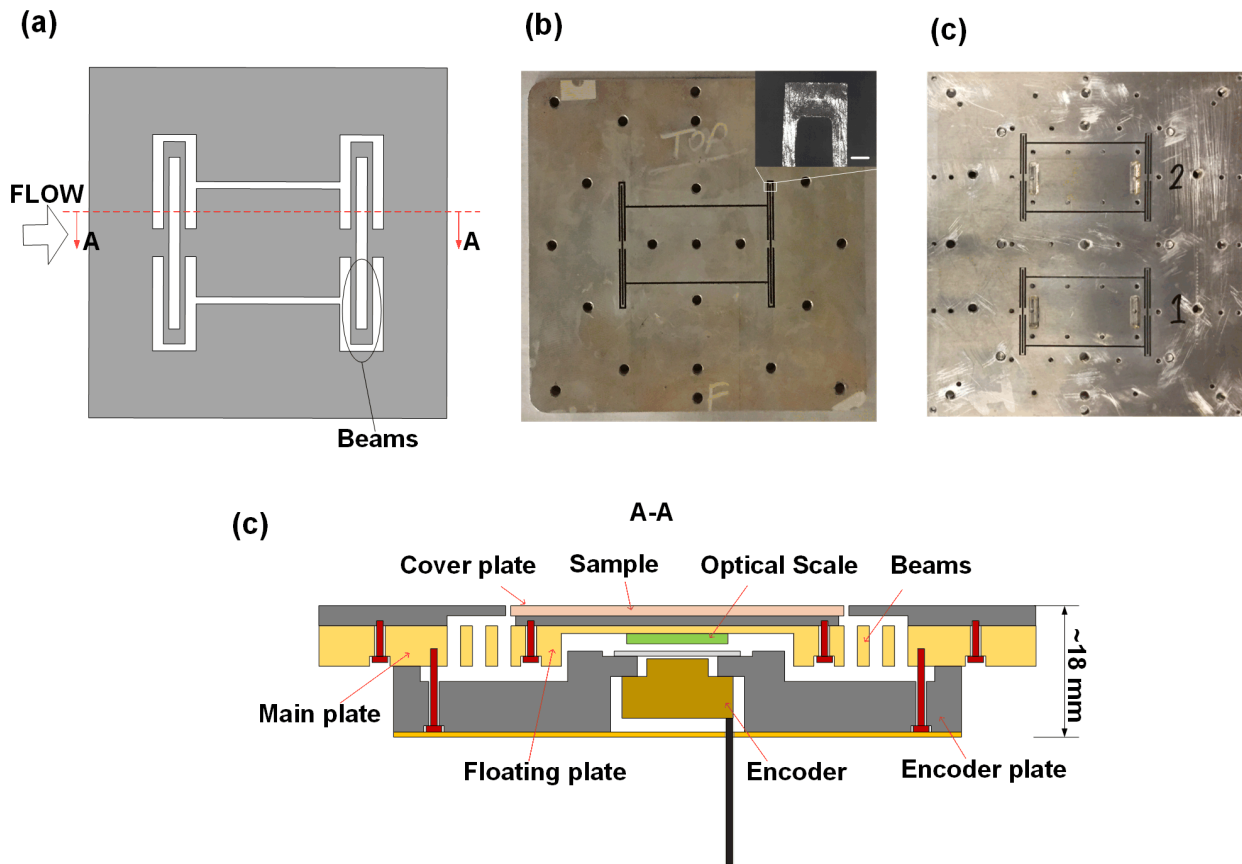 (a)
(b)
(c)
FLOW
A
A
Beams
TOP
F
2
1
(c)
A-A
Cover plate
Sample
Optical Scale
Beams
~18 mm
Main plate
Floating plate
Encoder
Encoder plate